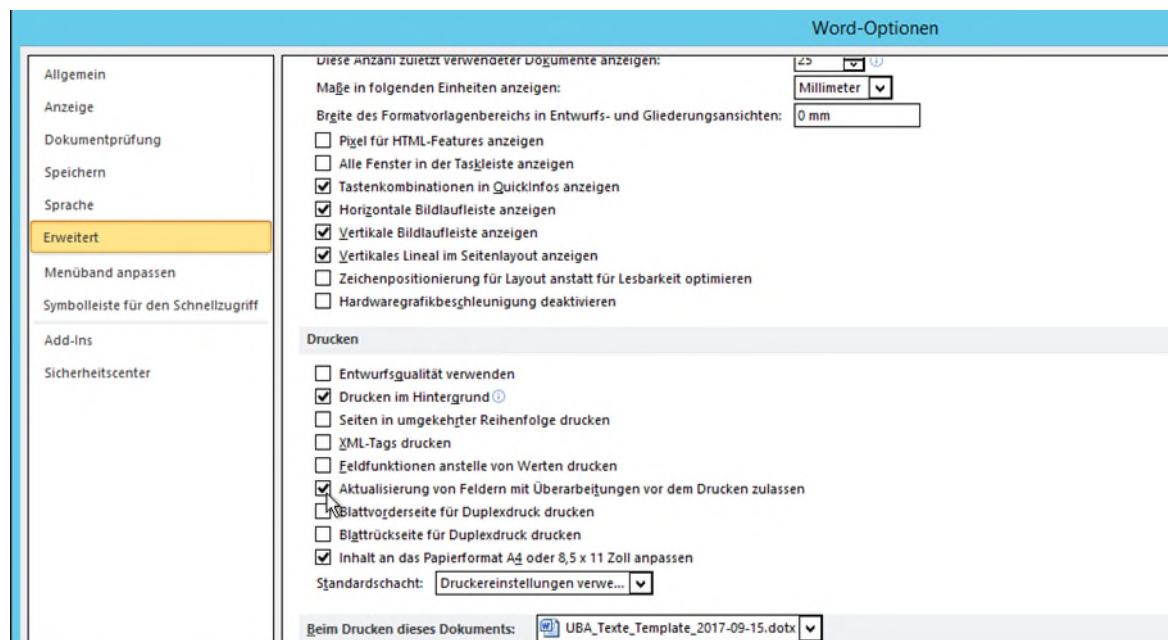 Word-Optionen
Allgemein
Anzeige
Dokumentprüfung
Speichern
Sprache
Erweitert
Menüband anpassen
Symbolleiste für den Schnellzugriff
Add-Ins
Sicherheitscenter
Diese Anzahl zuletzt verwendeter Dokumente anzeigen: 25
Maße in folgenden Einheiten anzeigen: Millimeter
Breite des Formatvorlagenbereichs in Entwurfs- und Gliederungsansichten: 0 mm
Pixel für HTML-Features anzeigen
Alle Fenster in der Taskleiste anzeigen
Tastenkombinationen in QuickInfos anzeigen
Horizontale Bildlaufleiste anzeigen
Vertikale Bildlaufleiste anzeigen
Vertikales Lineal im Seitenlayout anzeigen
Zeichenpositionierung für Layout anstatt für Lesbarkeit optimieren
Hardwaregrafikbeschleunigung deaktivieren
Drucken
Entwurfsqualität verwenden
Drucken im Hintergrund
Seiten in umgekehrter Reihenfolge drucken
XML-Tags drucken
Feldfunktionen anstelle von Werten drucken
Aktualisierung von Feldern mit Überarbeitungen vor dem Drucken zulassen
Blattvorderseite für Duplexdruck drucken
Blattrückseite für Duplexdruck drucken
Inhalt an das Papierformat A4 oder 8,5 x 11 Zoll anpassen
Standardschacht: Druckereinstellungen verwe...
Beim Drucken dieses Dokuments: UBA_Texte_Template_2017-09-15.dotx